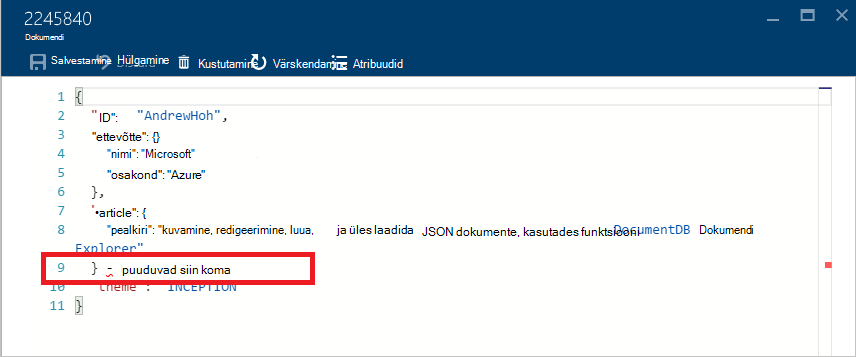 2245840
Dokumendi
Salvestamine Hülgamine Kustutamine Värskendamine Atribuudid
1 {
2 "ID": "AndrewHoh",
3 "ettevõtte": {}
4 "nimi": "Microsoft"
5 "osakond": "Azure"
6 },
7 "•article": {
8 "pealkiri": "kuvamine, redigeerimine, luua, ja üles laadida JSON dokumente, kasutades funktsiooni DocumentDB Dokumendi
Explorer"
9 } - puuduvad siin koma
10 "theme": "INCEPTION"
11 }